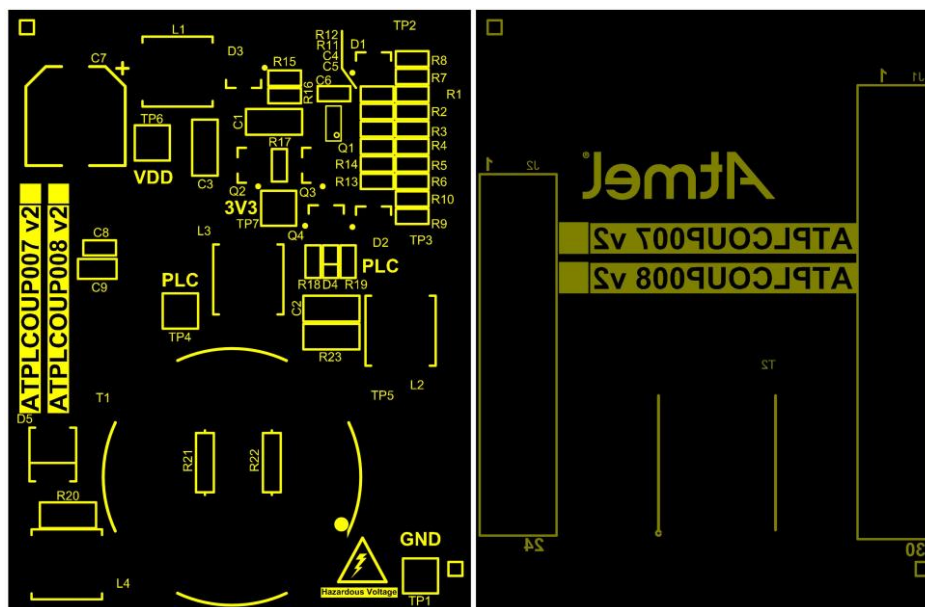 TP2
L1
R12
R11
C4
C5
D1
D3
C7
+
R15
R8
C6
R7
R16
R1
R2
TP6
C1
R3
R17
Q1
R4
VDD
C3
R14
R5
R13
R6
Q2
Q3
3V3
R10
TP7
R9
L3
Q4
D2
TP3
C8
PLC
R18
D4
R19
C9
PLC
C2
TP4
R23
ATPLCOUP007 v2
ATPLCOUP008 v2
L2
TP5
T1
D5
R21
R22
R20
GND
L4
Hazardous Voltage
TP1
1
J1
1
J2
Atmel®
ATPLCOUP007 v2
ATPLCOUP008 v2
T2
24
30